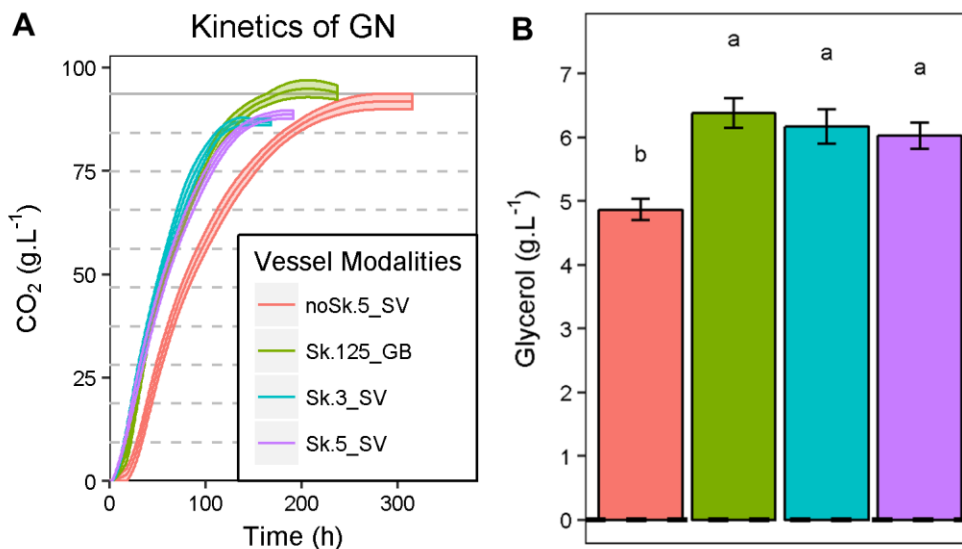 A
Kinetics of GN
CO₂ (g.L⁻¹)
100
75
50
25
0
0 100 200 300
Time (h)
Vessel Modalities
noSk.5_SV
Sk.125_GB
Sk.3_SV
Sk.5_SV
B
Glycerol (g.L⁻¹)
7
6
5
4
3
2
1
0
b
a
a
a